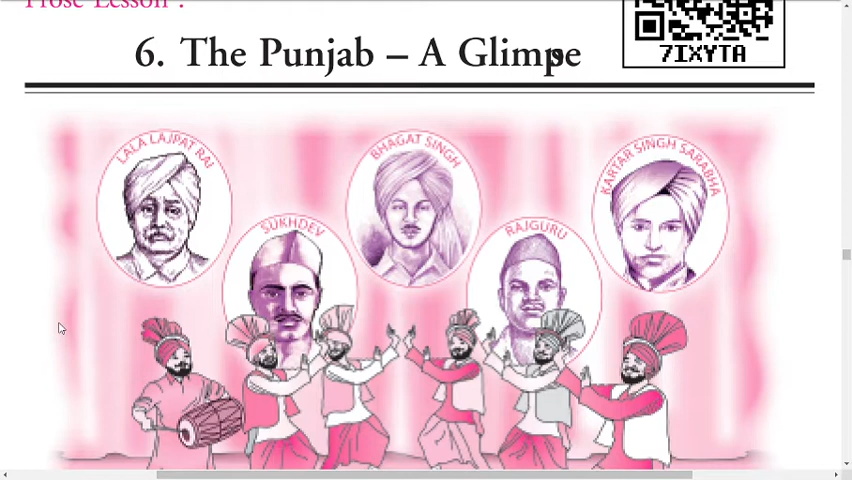 Prose Lesson :
6. The Punjab – A Glimpse
7IXYTA
LALA LAJPAT RAI
BHAGAT SINGH
KARTAR SINGH SARABHA
SUKHDEV
RAJGURU